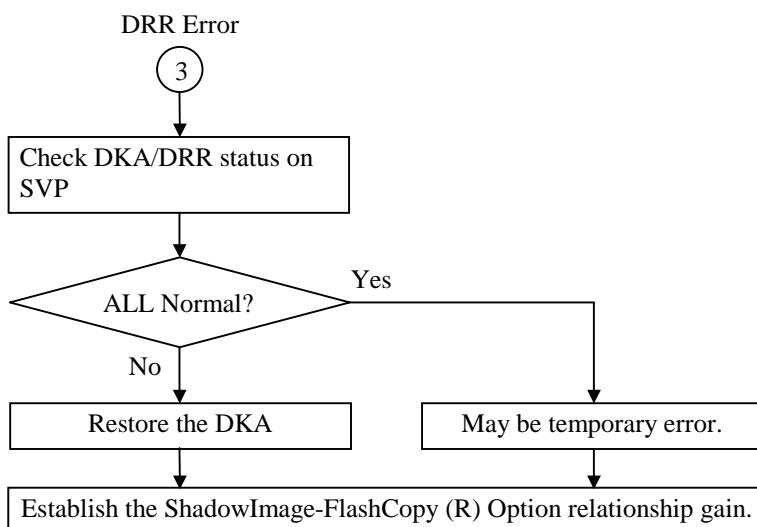 DRR Error
3
Check DKA/DRR status on
SVP
ALL Normal?
Yes
No
Restore the DKA
May be temporary error.
Establish the ShadowImage-FlashCopy (R) Option relationship gain.